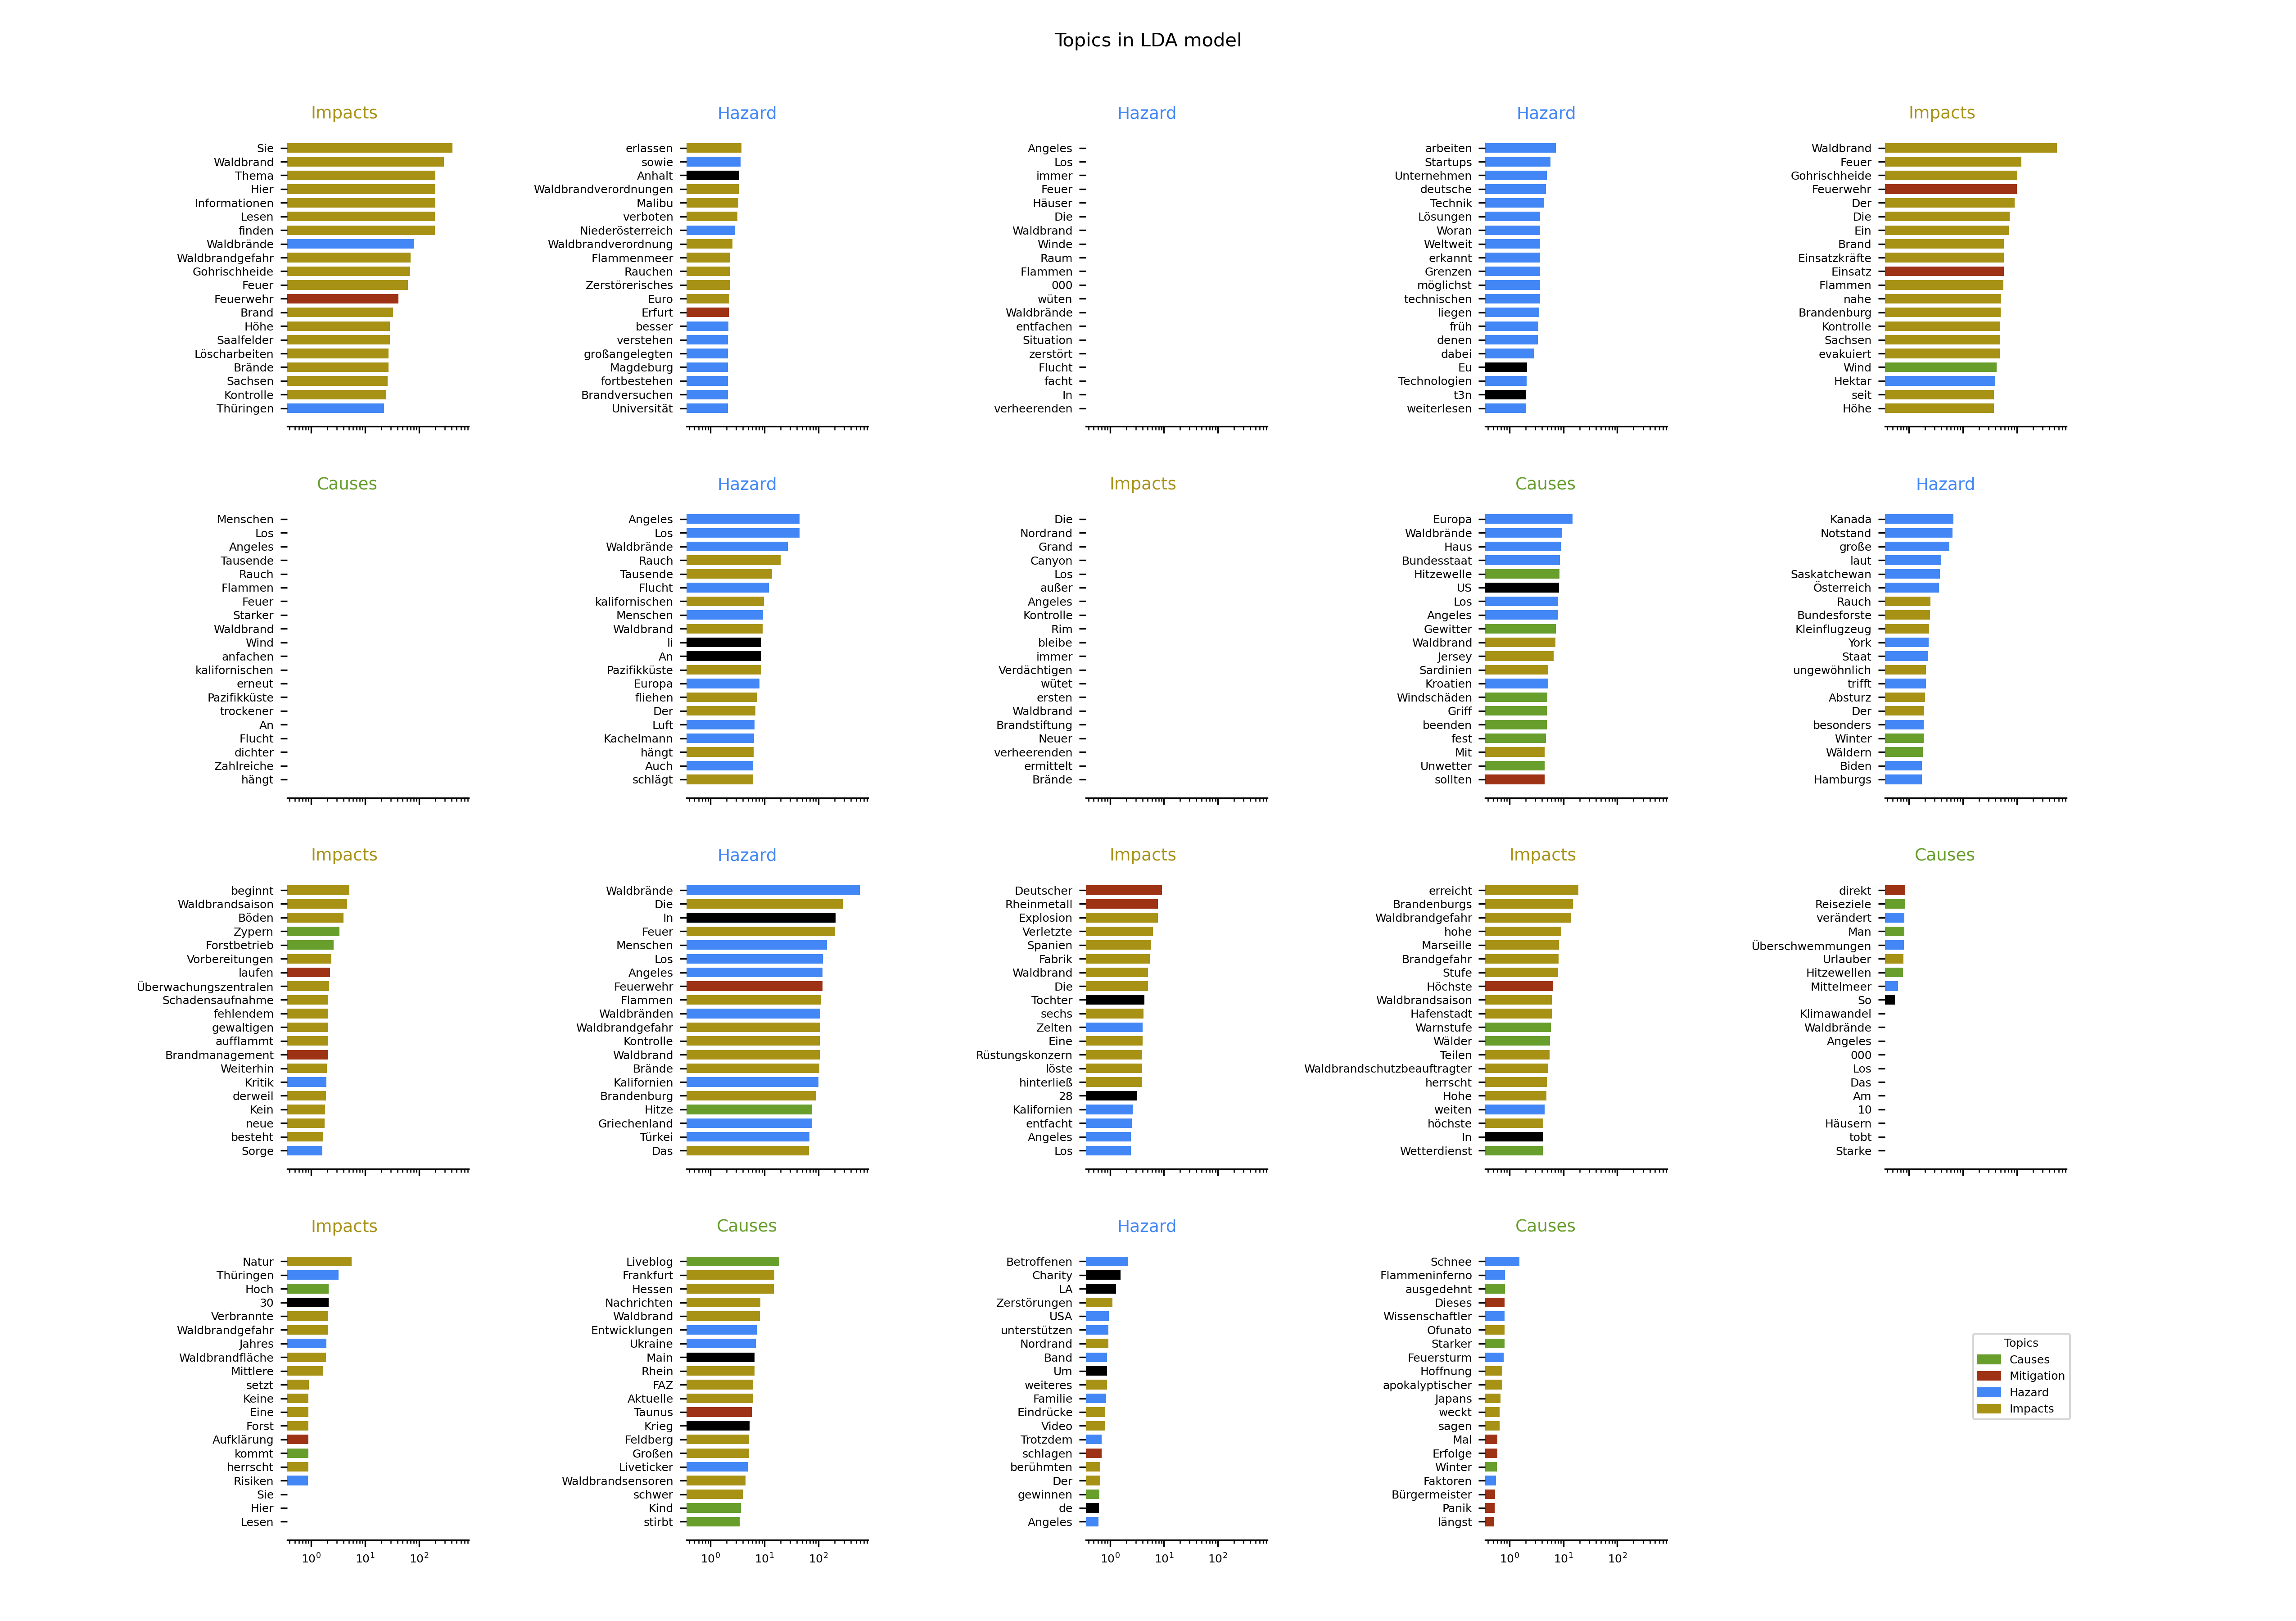 Topics in LDA model
Impacts
Sie
Waldbrand
Thema
Hier
Informationen
Lesen
finden
Waldbrände
Waldbrandgefahr
Gohrischheide
Feuer
Feuerwehr
Brand
Höhe
Saalfelder
Löscharbeiten
Brände
Sachsen
Kontrolle
Thüringen
Hazard
erlassen
sowie
Anhalt
Waldbrandverordnungen
Malibu
verboten
Niederösterreich
Waldbrandverordnung
Flammenmeer
Rauchen
Zerstörerisches
Euro
Erfurt
besser
verstehen
großangelegten
Magdeburg
fortbestehen
Brandversuchen
Universität
Hazard
Angeles
Los
immer
Feuer
Häuser
Die
Waldbrand
Winde
Raum
Flammen
000
wüten
Waldbrände
entfachen
Situation
zerstört
Flucht
facht
In
verheerenden
Hazard
arbeiten
Startups
Unternehmen
deutsche
Technik
Lösungen
Woran
Weltweit
erkannt
Grenzen
möglichst
technischen
liegen
früh
denen
dabei
Eu
Technologien
t3n
weiterlesen
Impacts
Waldbrand
Feuer
Gohrischheide
Feuerwehr
Der
Die
Ein
Brand
Einsatzkräfte
Einsatz
Flammen
nahe
Brandenburg
Kontrolle
Sachsen
evakuiert
Wind
Hektar
seit
Höhe
Causes
Menschen
Los
Angeles
Tausende
Rauch
Flammen
Feuer
Starker
Waldbrand
Wind
anfachen
kalifornischen
erneut
Pazifikküste
trockener
An
Flucht
dichter
Zahlreiche
hängt
Hazard
Angeles
Los
Waldbrände
Rauch
Tausende
Flucht
kalifornischen
Menschen
Waldbrand
li
An
Pazifikküste
Europa
fliehen
Der
Luft
Kachelmann
hängt
Auch
schlägt
Impacts
Die
Nordrand
Grand
Canyon
Los
außer
Angeles
Kontrolle
Rim
bleibe
immer
Verdächtigen
wütet
ersten
Waldbrand
Brandstiftung
Neuer
verheerenden
ermittelt
Brände
Causes
Europa
Waldbrände
Haus
Bundesstaat
Hitzewelle
US
Los
Angeles
Gewitter
Waldbrand
Jersey
Sardinien
Kroatien
Windschäden
Griff
beenden
fest
Mit
Unwetter
sollten
Hazard
Kanada
Notstand
große
laut
Saskatchewan
Österreich
Rauch
Bundesforste
Kleinflugzeug
York
Staat
ungewöhnlich
trifft
Absturz
Der
besonders
Winter
Wäldern
Biden
Hamburgs
Impacts
beginnt
Waldbrandsaison
Böden
Zypern
Forstbetrieb
Vorbereitungen
laufen
Überwachungszentralen
Schadensaufnahme
fehlendem
gewaltigen
aufflammt
Brandmanagement
Weiterhin
Kritik
derweil
Kein
neue
besteht
Sorge
Hazard
Waldbrände
Die
In
Feuer
Menschen
Los
Angeles
Feuerwehr
Flammen
Waldbränden
Waldbrandgefahr
Kontrolle
Waldbrand
Brände
Kalifornien
Brandenburg
Hitze
Griechenland
Türkei
Das
Impacts
Deutscher
Rheinmetall
Explosion
Verletzte
Spanien
Fabrik
Waldbrand
Die
Tochter
sechs
Zelten
Eine
Rüstungskonzern
löste
hinterließ
28
Kalifornien
entfacht
Angeles
Los
Impacts
erreicht
Brandenburgs
Waldbrandgefahr
hohe
Marseille
Brandgefahr
Stufe
Höchste
Waldbrandsaison
Hafenstadt
Warnstufe
Wälder
Teilen
Waldbrandschutzbeauftragter
herrscht
Hohe
weiten
höchste
In
Wetterdienst
Causes
direkt
Reiseziele
verändert
Man
Überschwemmungen
Urlauber
Hitzewellen
Mittelmeer
So
Klimawandel
Waldbrände
Angeles
000
Los
Das
Am
10
Häusern
tobt
Starke
Impacts
Natur
Thüringen
Hoch
30
Verbrannte
Waldbrandgefahr
Jahres
Waldbrandfläche
Mittlere
setzt
Keine
Eine
Forst
Aufklärung
kommt
herrscht
Risiken
Sie
Hier
Lesen
10⁰ 10¹ 10²
Causes
Liveblog
Frankfurt
Hessen
Nachrichten
Waldbrand
Entwicklungen
Ukraine
Main
Rhein
FAZ
Aktuelle
Taunus
Krieg
Feldberg
Großen
Liveticker
Waldbrandsensoren
schwer
Kind
stirbt
10⁰ 10¹ 10²
Hazard
Betroffenen
Charity
LA
Zerstörungen
USA
unterstützen
Nordrand
Band
Um
weiteres
Familie
Eindrücke
Video
Trotzdem
schlagen
berühmten
Der
gewinnen
de
Angeles
10⁰ 10¹ 10²
Causes
Schnee
Flammeninferno
ausgedehnt
Dieses
Wissenschaftler
Ofunato
Starker
Feuersturm
Hoffnung
apokalyptischer
Japans
weckt
sagen
Mal
Erfolge
Winter
Faktoren
Bürgermeister
Panik
längst
10⁰ 10¹ 10²
Topics
Causes
Mitigation
Hazard
Impacts